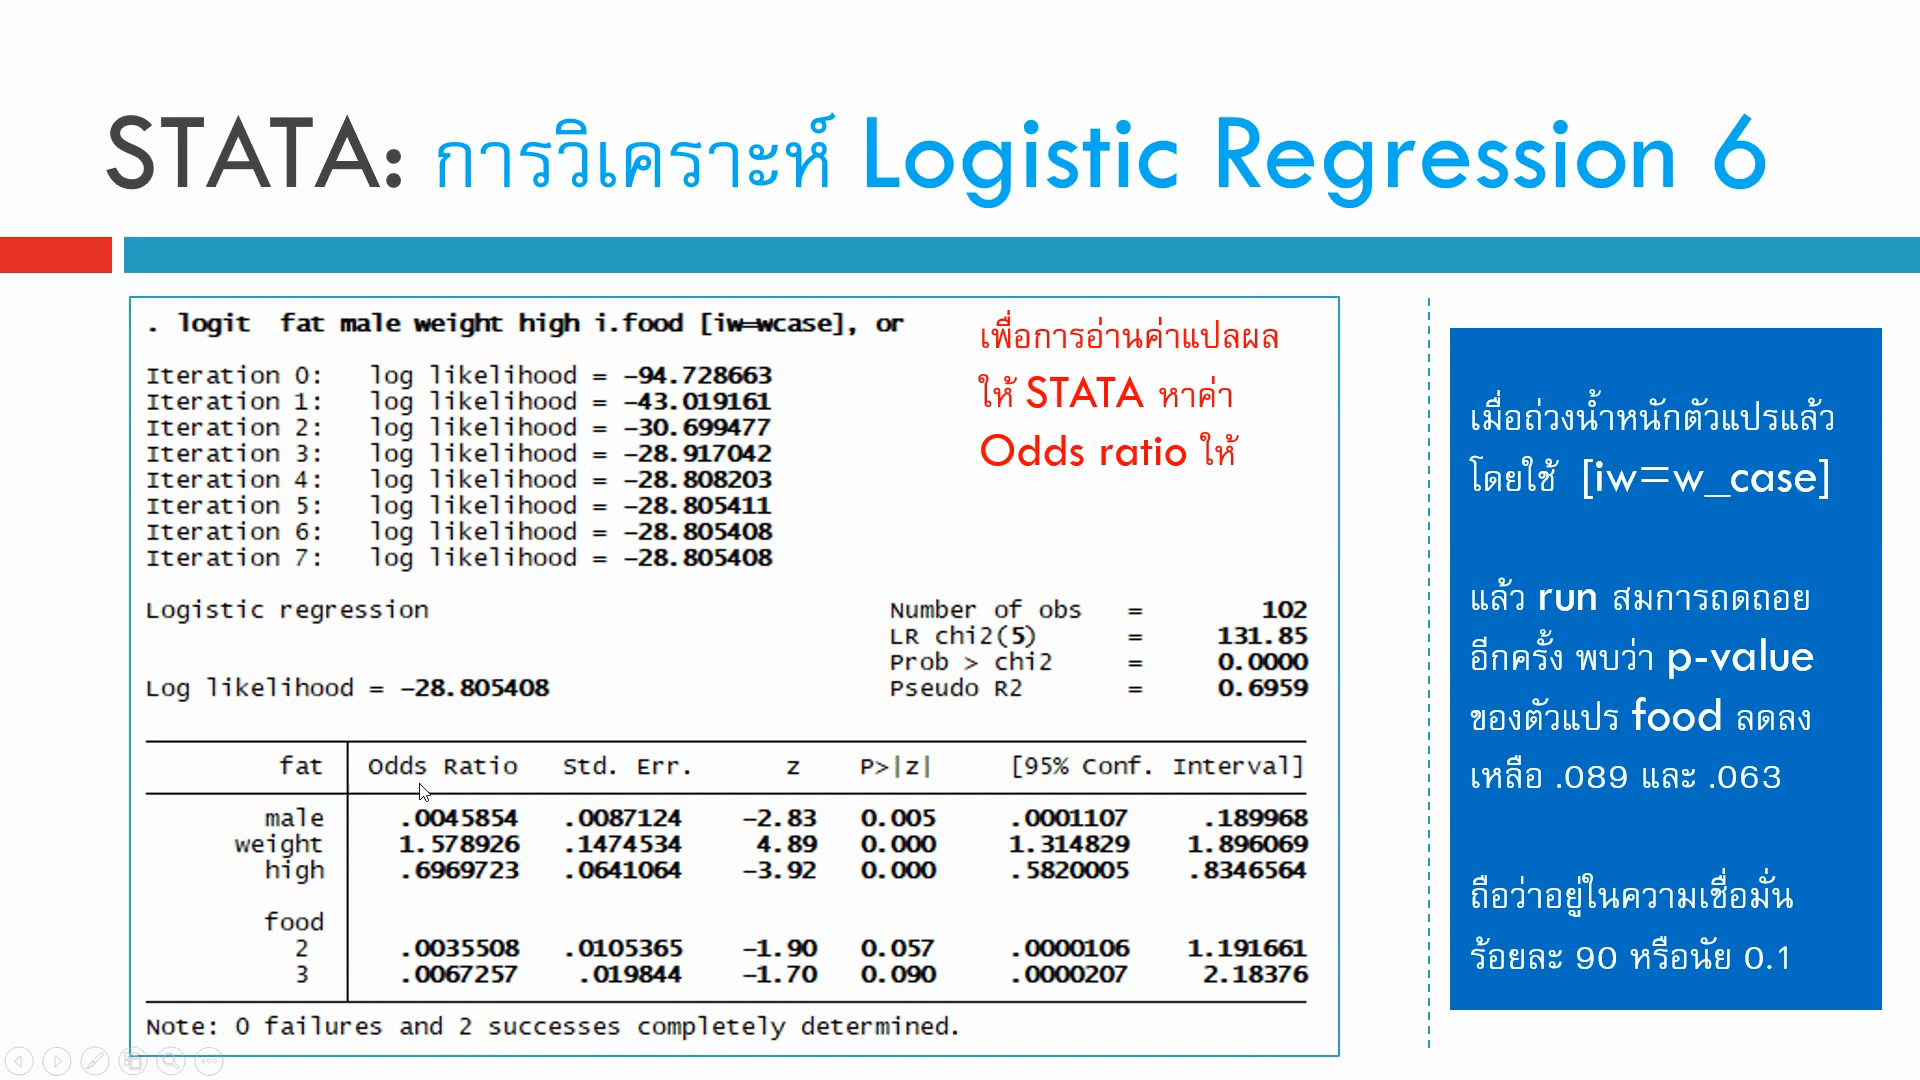 STATA: การวิเคราะห์ Logistic Regression 6
. logit  fat male weight high i.food [iw=wcase], or
Iteration 0:   log likelihood = -94.728663
Iteration 1:   log likelihood = -43.019161
Iteration 2:   log likelihood = -30.699477
Iteration 3:   log likelihood = -28.917042
Iteration 4:   log likelihood = -28.808203
Iteration 5:   log likelihood = -28.805411
Iteration 6:   log likelihood = -28.805408
Iteration 7:   log likelihood = -28.805408
เพื่อการอ่านค่าแปลผล
ให้ STATA หาค่า
Odds ratio ให้
Logistic regression   Number of obs   =   102
LR chi2(5)   =   131.85
Prob > chi2   =   0.0000
Log likelihood = -28.805408   Pseudo R2   =   0.6959
fat   Odds Ratio   Std. Err.   z   P>|z|   [95% Conf. Interval]
male   .0045854   .0087124   -2.83   0.005   .0001107   .189968
weight   1.578926   .1474534   4.89   0.000   1.314829   1.896069
high   .6969723   .0641064   -3.92   0.000   .5820005   .8346564
food
2   .0035508   .0105365   -1.90   0.057   .0000106   1.191661
3   .0067257   .019844   -1.70   0.090   .0000207   2.18376
Note: 0 failures and 2 successes completely determined.
เมื่อถ่วงน้ำหนักตัวแปรแล้ว
โดยใช้  [iw=w_case]
แล้ว run สมการถดถอย
อีกครั้ง พบว่า p-value
ของตัวแปร food ลดลง
เหลือ .089 และ .063
ถือว่าอยู่ในความเชื่อมั่น
ร้อยละ 90 หรือนัย 0.1